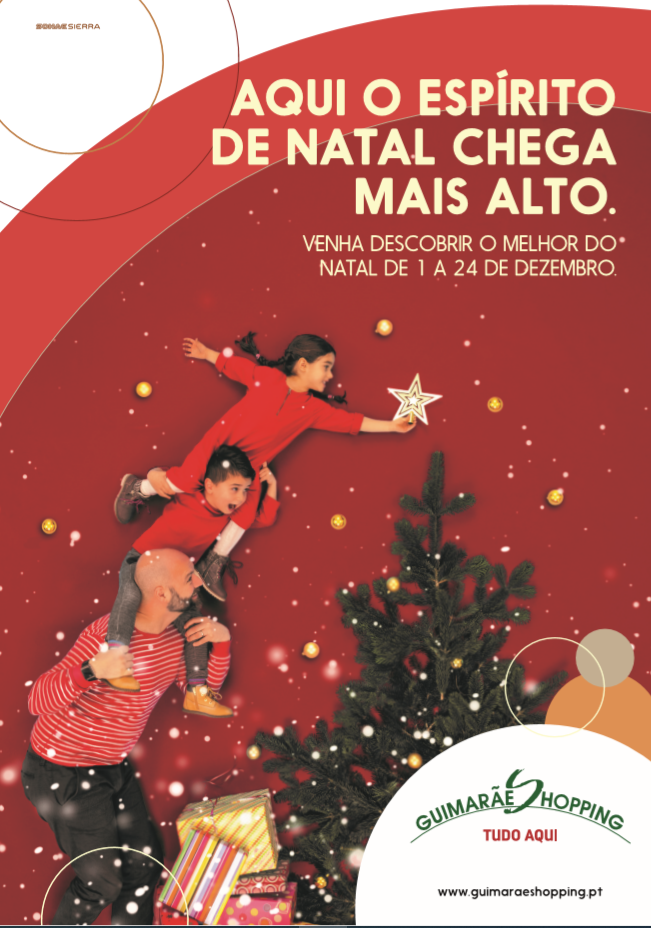 SONAE SIERRA
AQUI O ESPÍRITO
DE NATAL CHEGA
MAIS ALTO.
VENHA DESCOBRIR O MELHOR DO
NATAL DE 1 A 24 DE DEZEMBRO.
GUIMARÃESHOPPING
TUDO AQUI
www.guimaraeshopping.pt